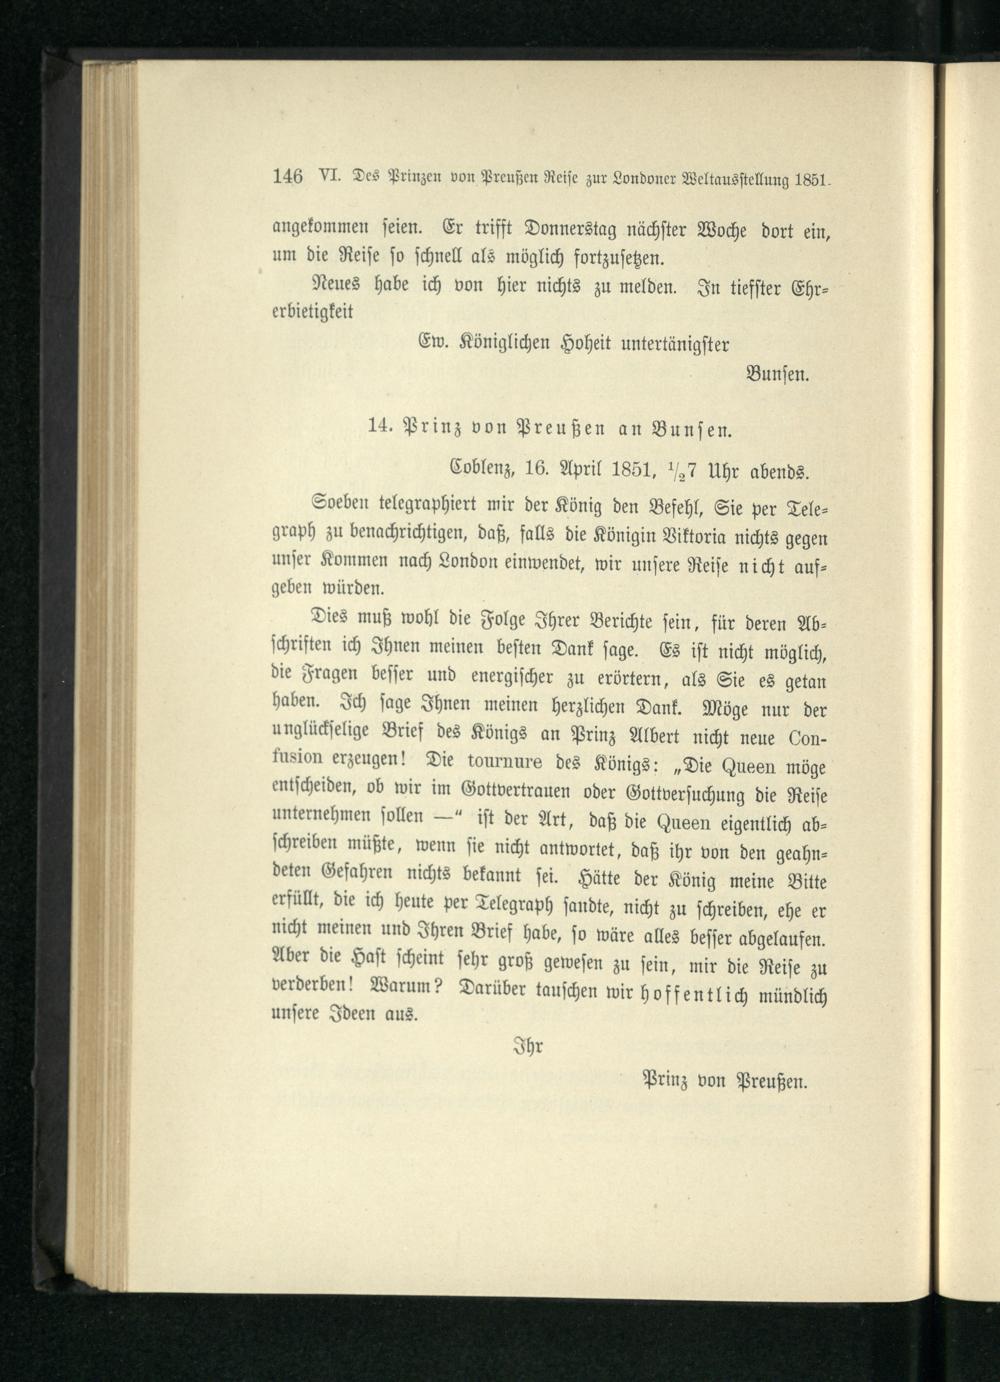 146 VI. Des Prinzen von Preußen Reise zur Londoner Weltausstellung 1851.
angekommen seien. Er trifft Donnerstag nächster Woche dort ein,
um die Reise so schnell als möglich fortzusetzen.
Neues habe ich von hier nichts zu melden. In tiefster Ehr-
erbietigkeit
Ew. Königlichen Hoheit untertänigster
Bunsen.
14. Prinz von Preußen an Bunsen.
Coblenz, 16. April 1851, 1/27 Uhr abends.
Soeben telegraphiert mir der König den Befehl, Sie per Tele-
graph zu benachrichtigen, daß, falls die Königin Viktoria nichts gegen
unser Kommen nach London einwendet, wir unsere Reise nicht auf-
geben würden.
Dies muß wohl die Folge Ihrer Berichte sein, für deren Ab-
schriften ich Ihnen meinen besten Dank sage. Es ist nicht möglich,
die Fragen besser und energischer zu erörtern, als Sie es getan
haben. Ich sage Ihnen meinen herzlichen Dank. Möge nur der
unglückselige Brief des Königs an Prinz Albert nicht neue Con-
fusion erzeugen! Die tournure des Königs: „Die Queen möge
entscheiden, ob wir im Gottvertrauen oder Gottversuchung die Reise
unternehmen sollen —“ ist der Art, daß die Queen eigentlich ab-
schreiben müßte, wenn sie nicht antwortet, daß ihr von den geahn-
deten Gefahren nichts bekannt sei. Hätte der König meine Bitte
erfüllt, die ich heute per Telegraph sandte, nicht zu schreiben, ehe er
nicht meinen und Ihren Brief habe, so wäre alles besser abgelaufen.
Aber die Hast scheint sehr groß gewesen zu sein, mir die Reise zu
verderben! Warum? Darüber tauschen wir hoffentlich mündlich
unsere Ideen aus.
Ihr
Prinz von Preußen.